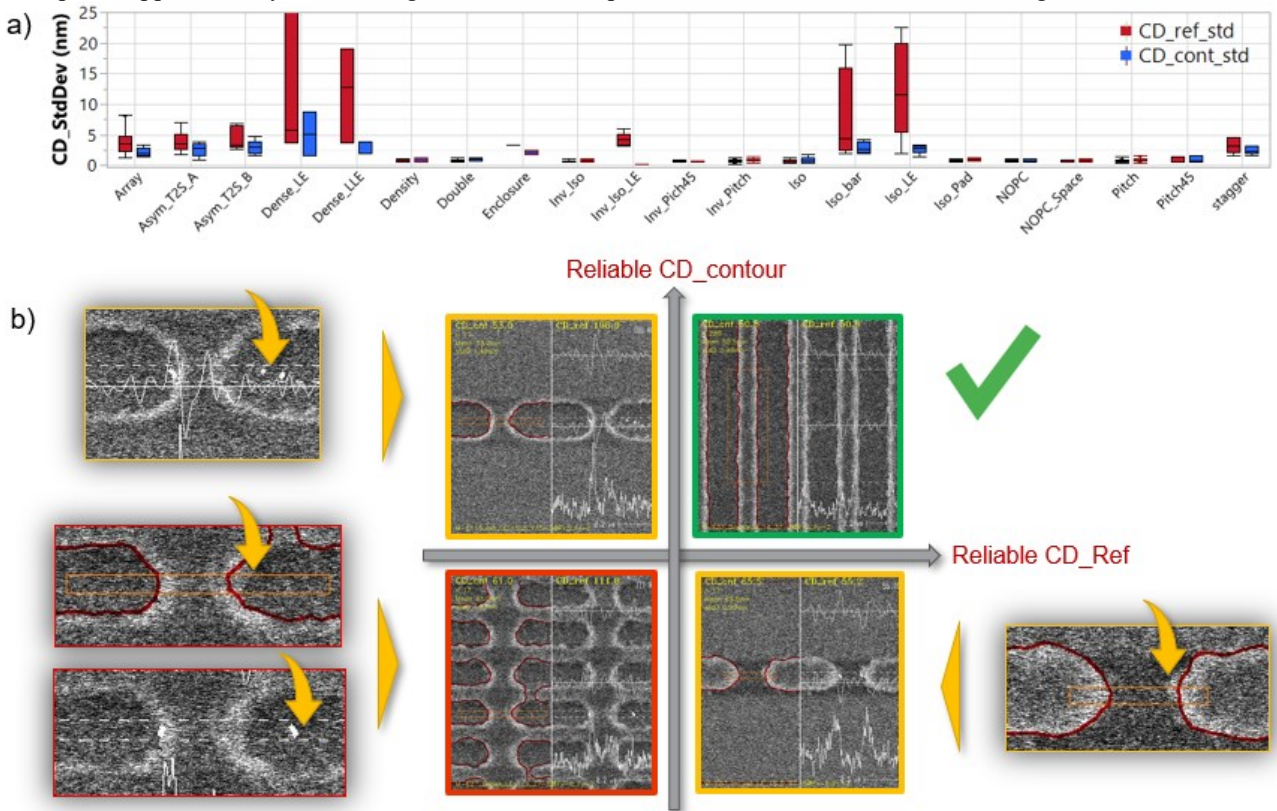 a)
CD_StdDev (nm)
25
20
15
10
5
0
CD_ref_std
CD_cont_std
Array
Asym_T2S_A
Asym_T2S_B
Dense_LE
Dense_LLE
Density
Double
Enclosure
Inv_Iso
Inv_Iso_LE
Inv_Pich45
Inv_Pitch
Iso
Iso_bar
Iso_LE
Iso_Pad
NOPC
NOPC_Space
Pitch
Pitch45
stagger
Reliable CD_contour
b)
Reliable CD_Ref